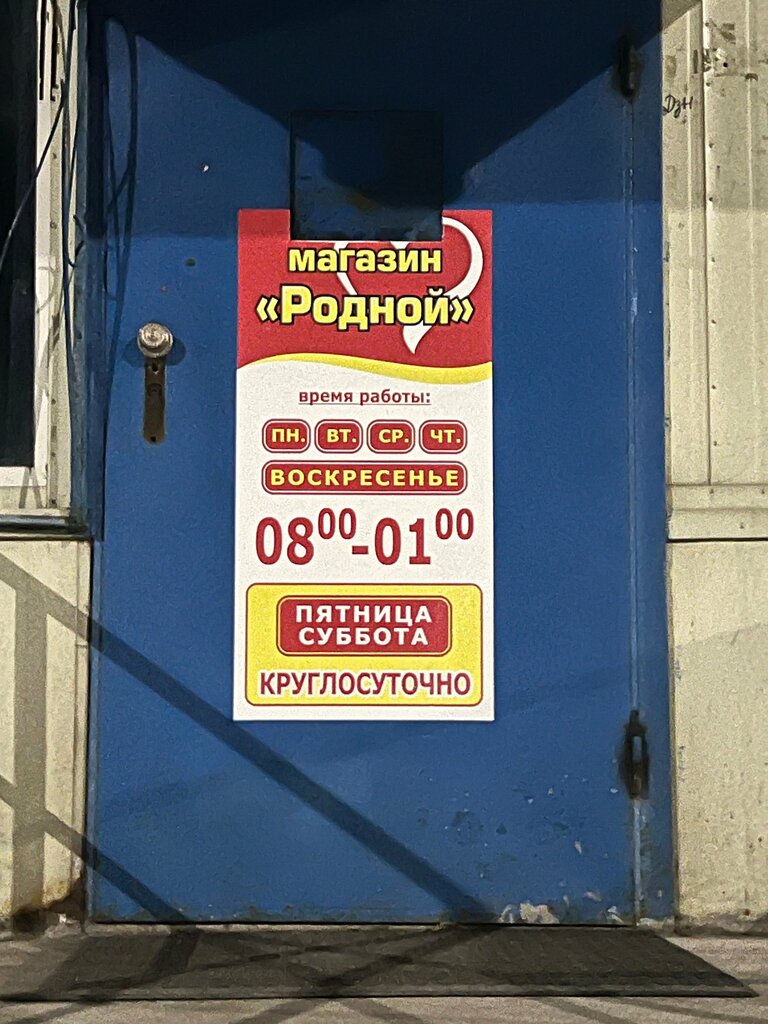 магазин
«Родной»
время работы:
ПН. ВТ. СР. ЧТ.
ВОСКРЕСЕНЬЕ
08⁰⁰-01⁰⁰
ПЯТНИЦА
СУББОТА
КРУГЛОСУТОЧНО